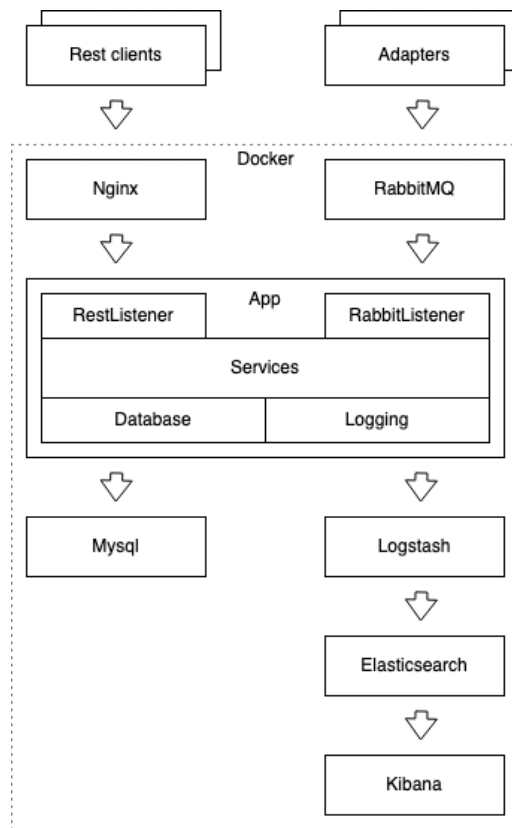 Rest clients
Adapters
Docker
Nginx
RabbitMQ
App
RestListener
RabbitListener
Services
Database
Logging
Mysql
Logstash
Elasticsearch
Kibana